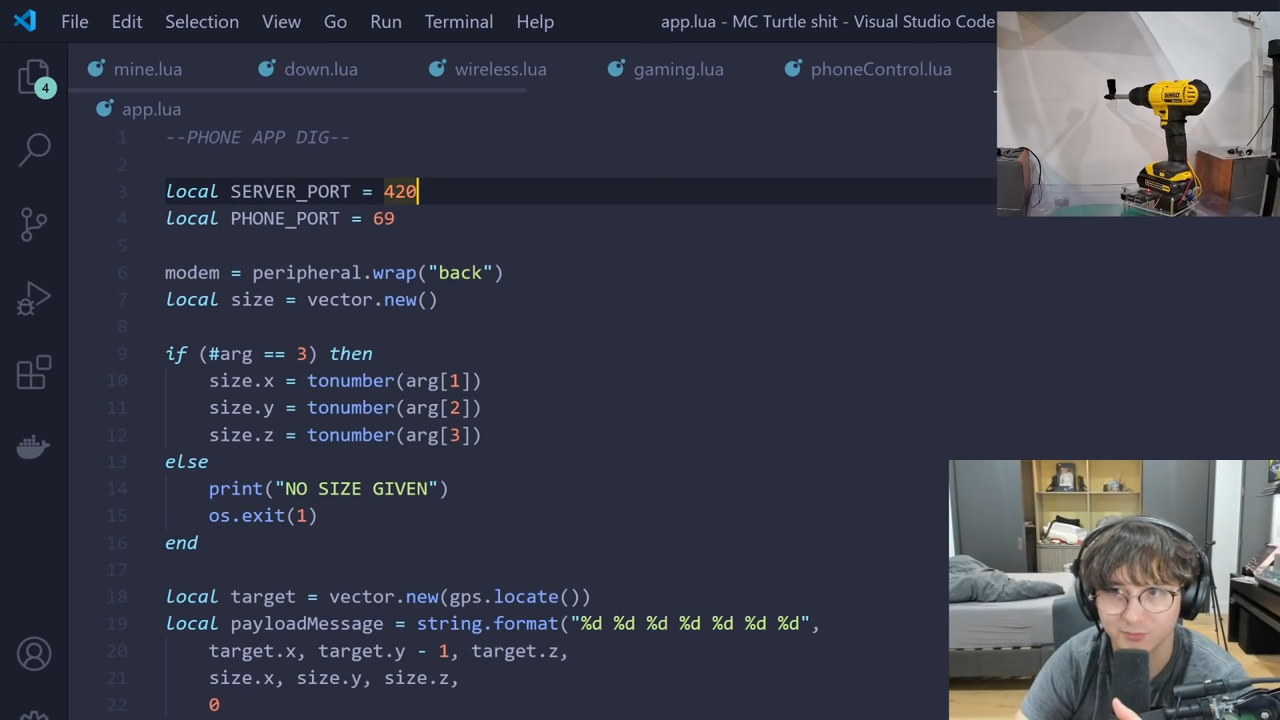 File Edit Selection View Go Run Terminal Help app.lua - MC Turtle shit - Visual Studio Code
4
mine.lua down.lua wireless.lua gaming.lua phoneControl.lua
app.lua
1 --PHONE APP DIG--
2
3 local SERVER_PORT = 420
4 local PHONE_PORT = 69
5
6 modem = peripheral.wrap("back")
7 local size = vector.new()
8
9 if (#arg == 3) then
10 size.x = tonumber(arg[1])
11 size.y = tonumber(arg[2])
12 size.z = tonumber(arg[3])
13 else
14 print("NO SIZE GIVEN")
15 os.exit(1)
16 end
17
18 local target = vector.new(gps.locate())
19 local payloadMessage = string.format("%d %d %d %d %d %d %d",
20 target.x, target.y - 1, target.z,
21 size.x, size.y, size.z,
22 0
DEWALT